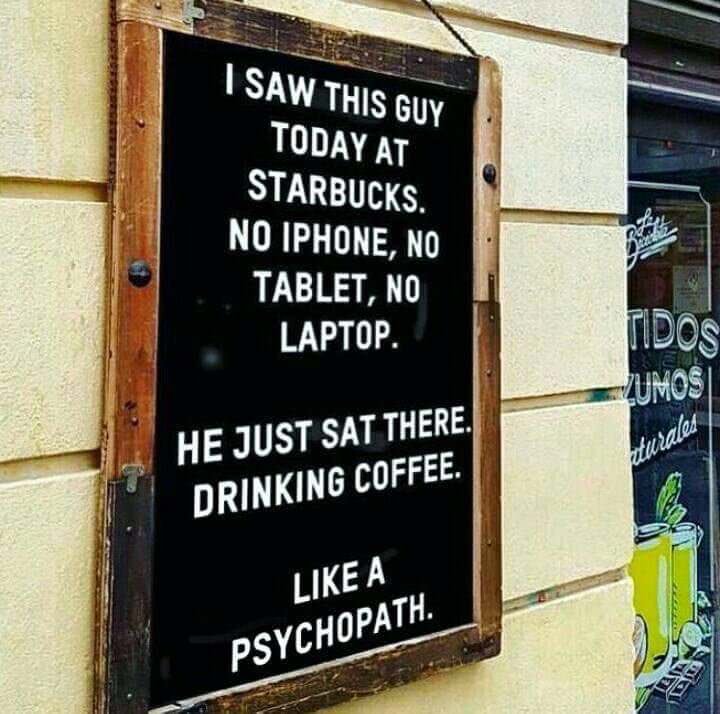 I SAW THIS GUY
TODAY AT
STARBUCKS.
NO IPHONE, NO
TABLET, NO
LAPTOP.
HE JUST SAT THERE.
DRINKING COFFEE.
LIKE A
PSYCHOPATH.
La
TIDOS
ZUMOS
aturales